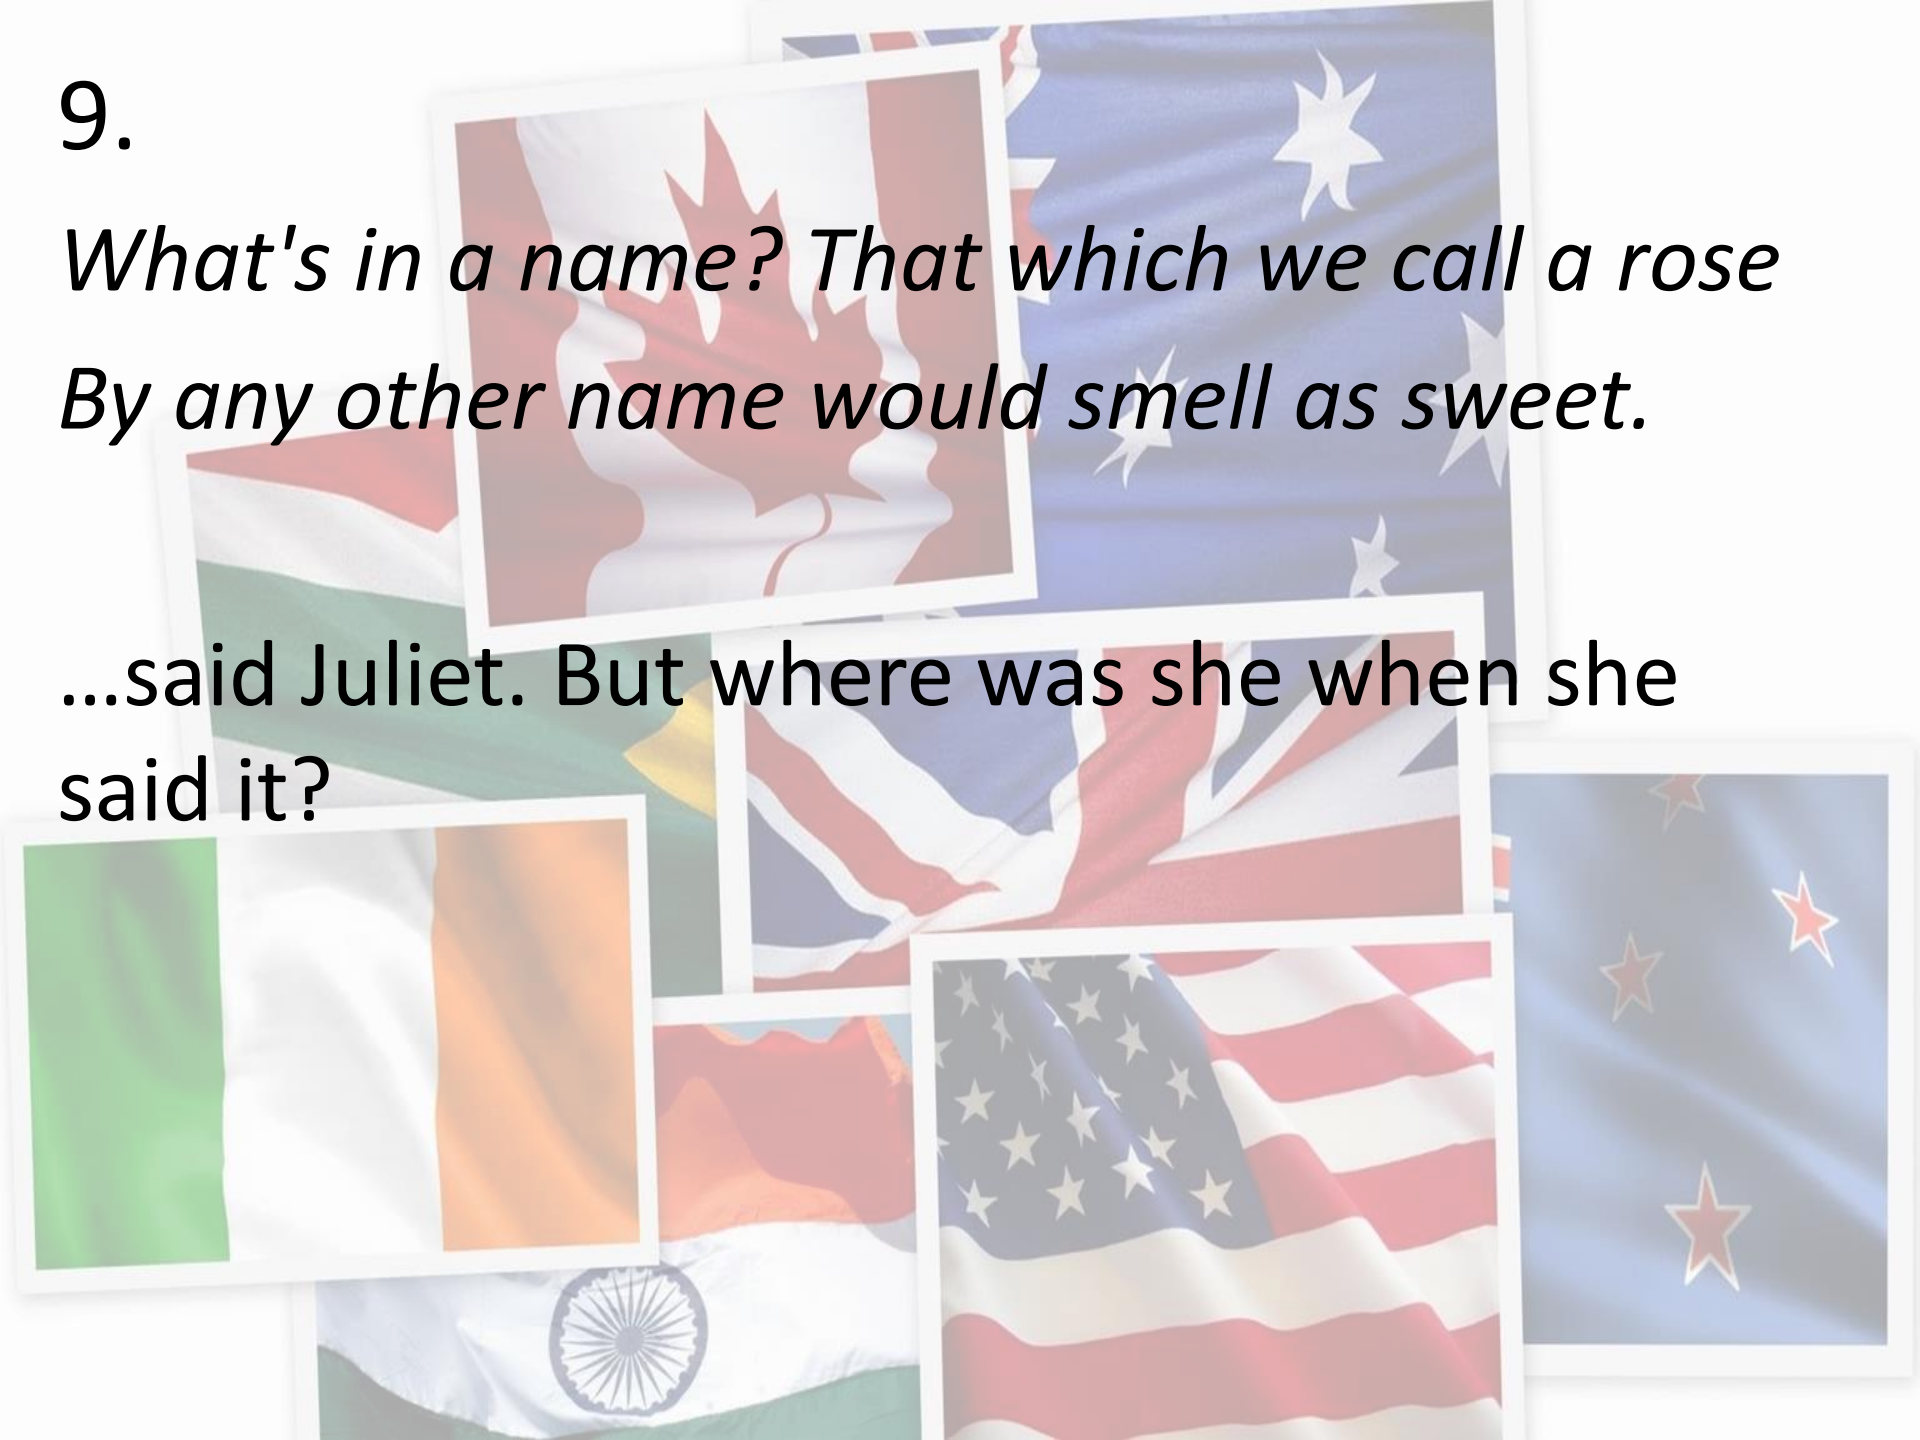 9.
What's in a name? That which we call a rose
By any other name would smell as sweet.
…said Juliet. But where was she when she
said it?